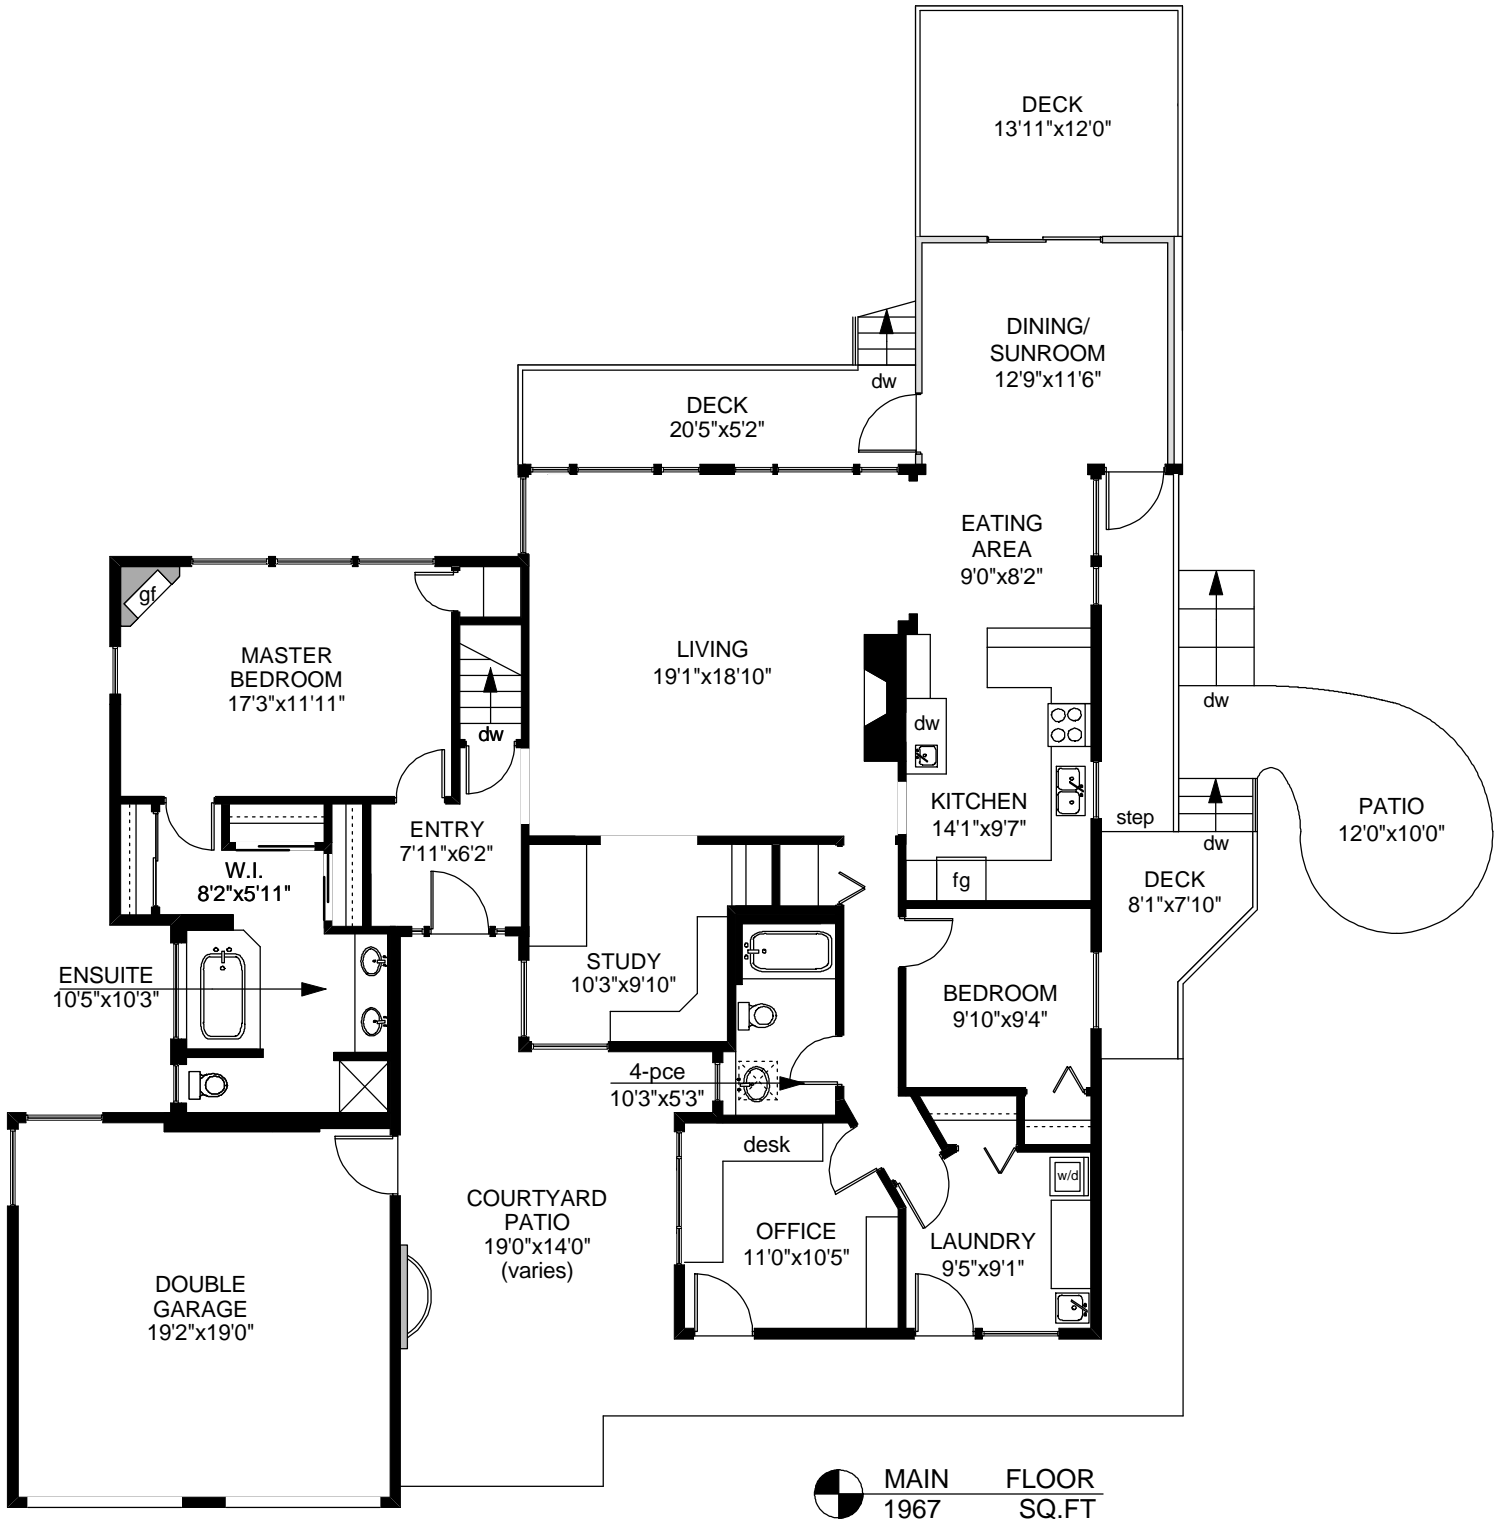 DECK
13'11"x12'0"
DINING/
SUNROOM
12'9"x11'6"
dw
DECK
20'5"x5'2"
EATING
AREA
9'0"x8'2"
gf
MASTER
BEDROOM
17'3"x11'11"
LIVING
19'1"x18'10"
dw
dw
dw
KITCHEN
14'1"x9'7"
step
PATIO
12'0"x10'0"
ENTRY
7'11"x6'2"
dw
W.I.
8'2"x5'11"
fg
DECK
8'1"x7'10"
ENSUITE
10'5"x10'3"
STUDY
10'3"x9'10"
BEDROOM
9'10"x9'4"
4-pce
10'3"x5'3"
desk
w/d
COURTYARD
PATIO
19'0"x14'0"
(varies)
OFFICE
11'0"x10'5"
LAUNDRY
9'5"x9'1"
DOUBLE
GARAGE
19'2"x19'0"
MAIN FLOOR
1967 SQ.FT